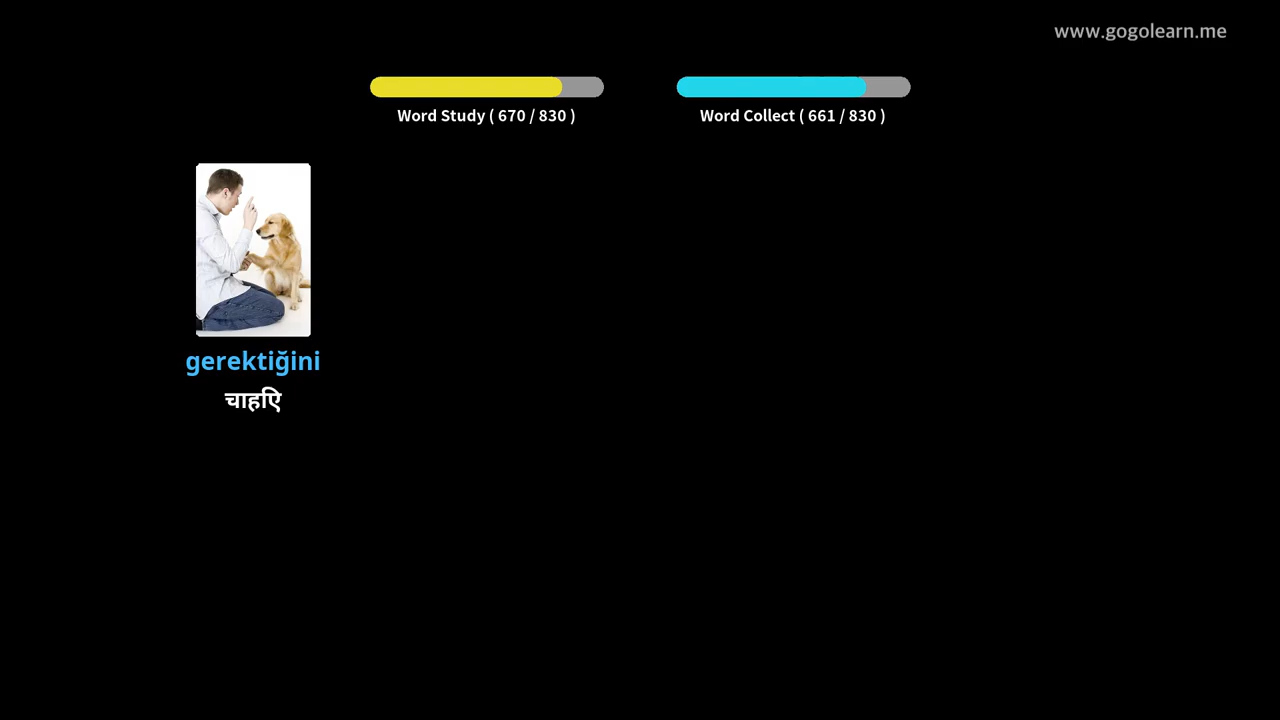 www.gogolearn.me
Word Study ( 670 / 830 )
Word Collect ( 661 / 830 )
gerektiğini
चाहिए